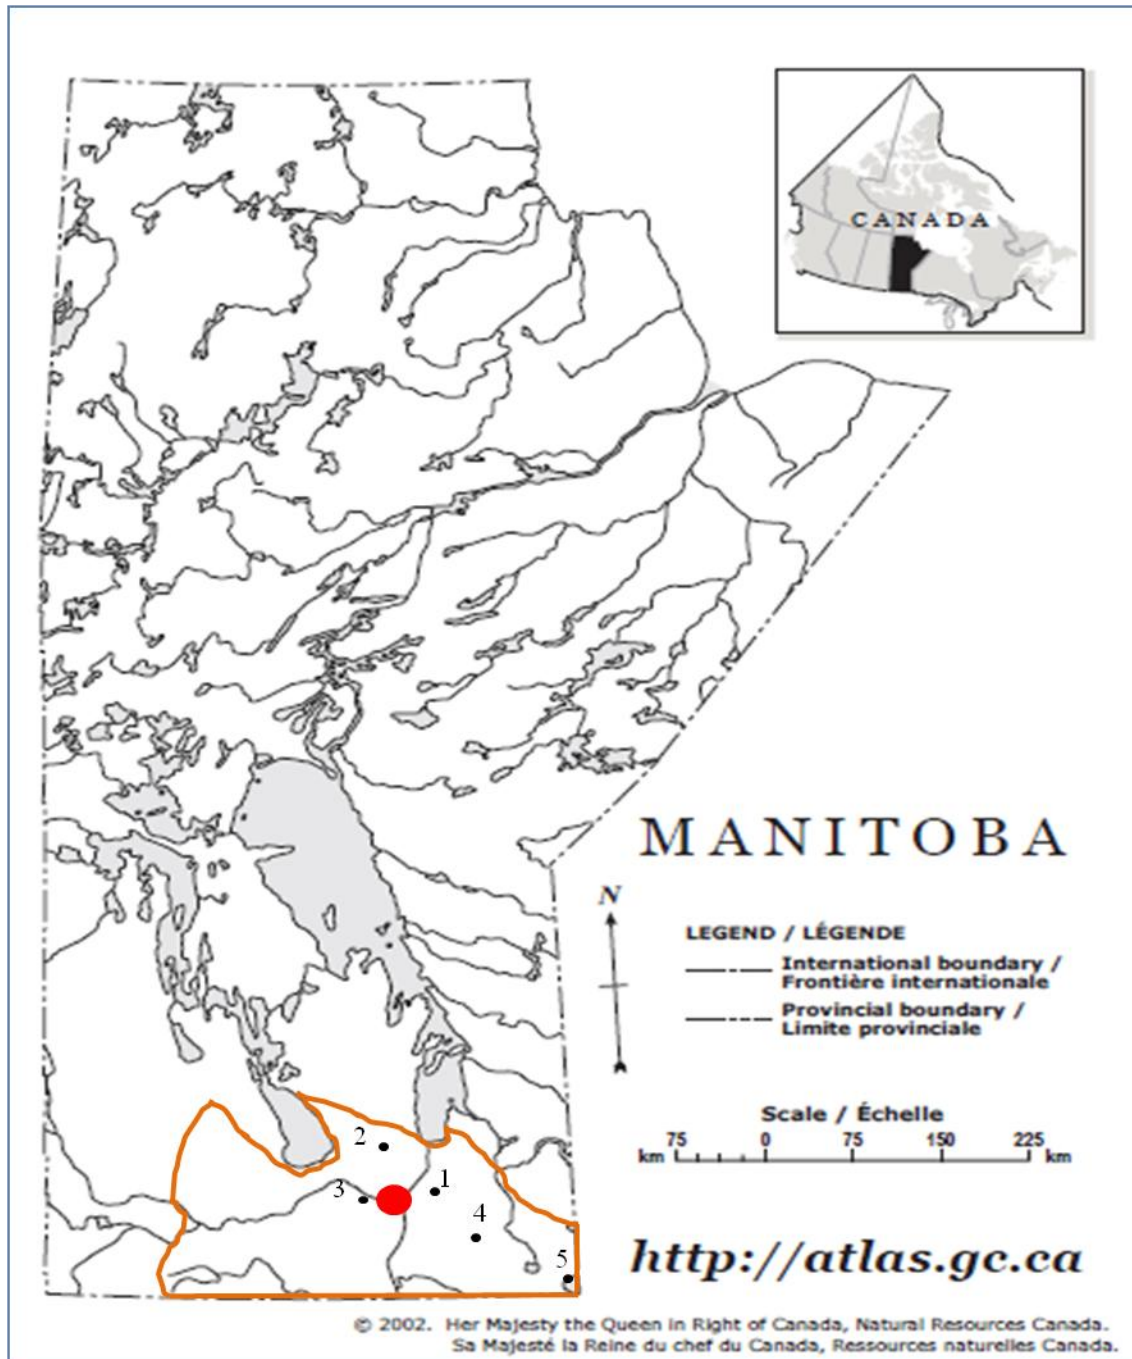 CANADA
MANITOBA
N
LEGEND / LÉGENDE
International boundary /
Frontière internationale
Provincial boundary /
Limite provinciale
Scale / Échelle
75 0 75 150 225
km km
2
3
1
4
5
http://atlas.gc.ca
© 2002. Her Majesty the Queen in Right of Canada, Natural Resources Canada.
Sa Majesté la Reine du chef du Canada, Ressources naturelles Canada.